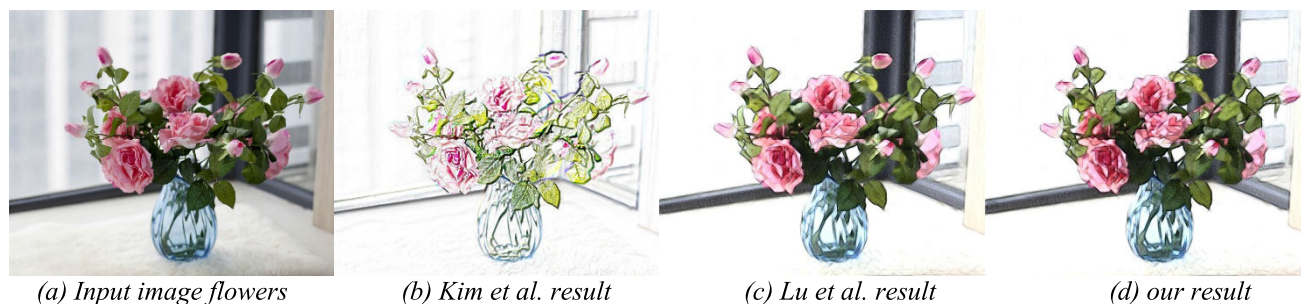 (a) Input image flowers
(b) Kim et al. result
(c) Lu et al. result
(d) our result